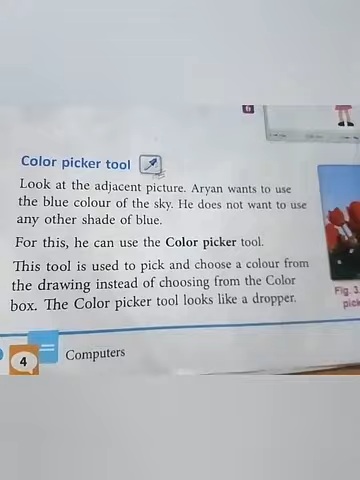 6
Color picker tool
Look at the adjacent picture. Aryan wants to use
the blue colour of the sky. He does not want to use
any other shade of blue.
For this, he can use the Color picker tool.
This tool is used to pick and choose a colour from
the drawing instead of choosing from the Color
box. The Color picker tool looks like a dropper.
Fig. 3
pick
4
Computers